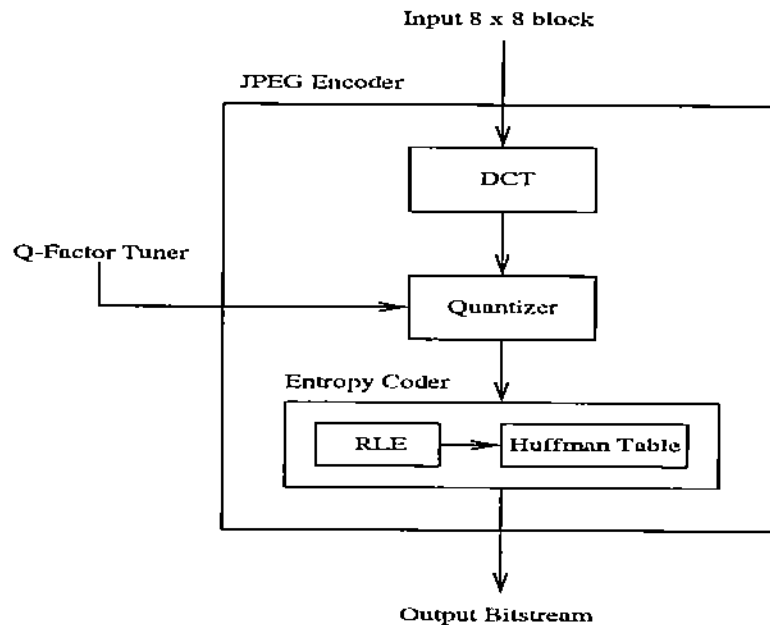 Input 8 x 8 block
JPEG Encoder
DCT
Q-Factor Tuner
Quantizer
Entropy Coder
RLE
Huffman Table
Output Bitstream